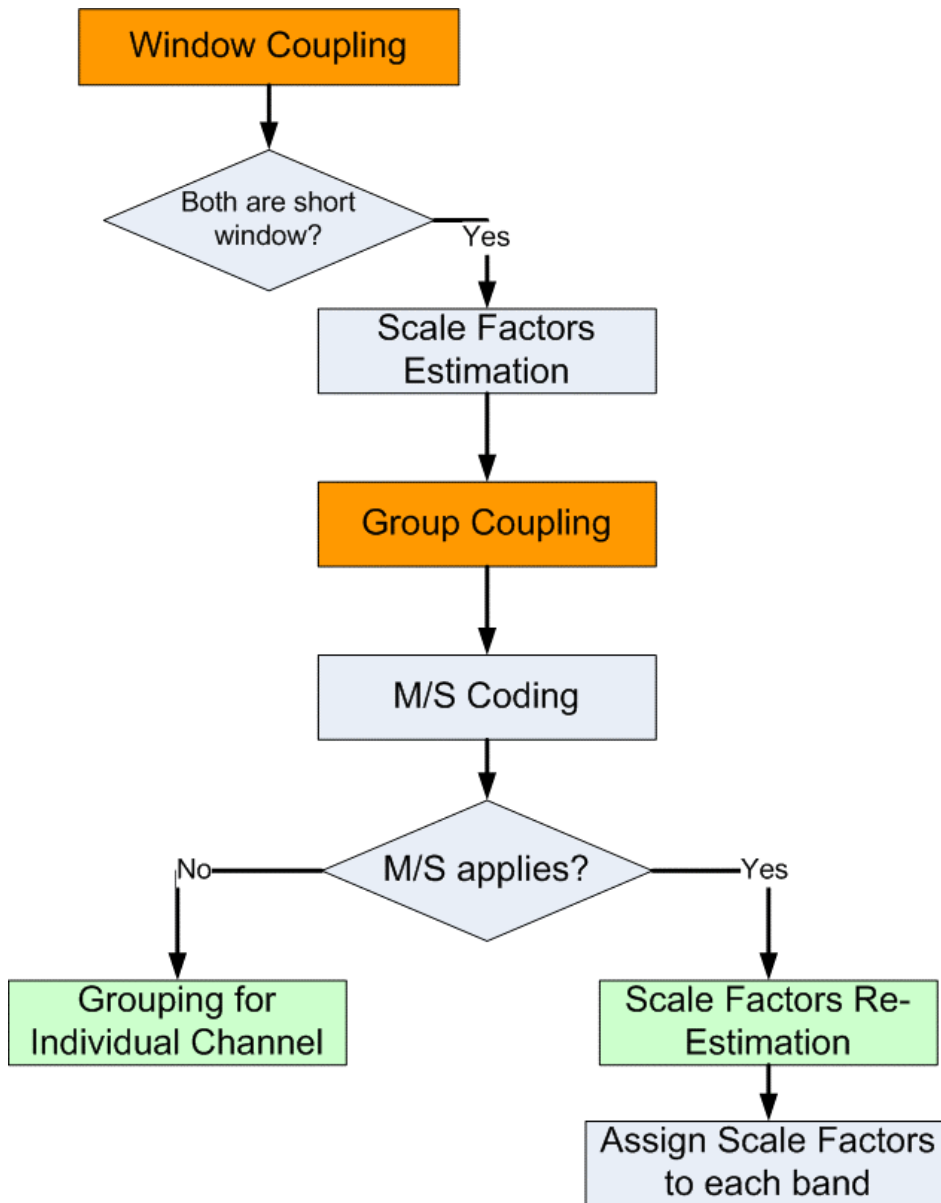 Window Coupling
Both are short
window?
Yes
Scale Factors
Estimation
Group Coupling
M/S Coding
M/S applies?
No
Yes
Grouping for
Individual Channel
Scale Factors Re-
Estimation
Assign Scale Factors
to each band